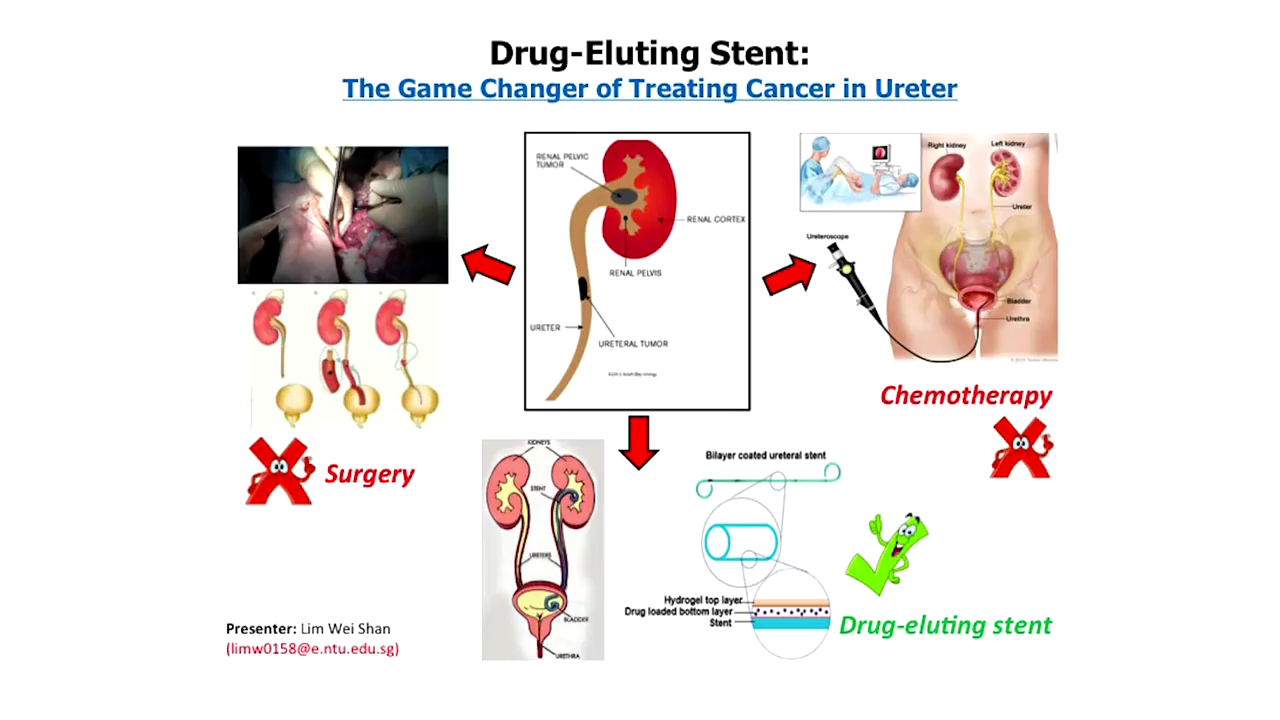 Drug-Eluting Stent:
The Game Changer of Treating Cancer in Ureter
RENAL PELVIC
TUMOR
RENAL CORTEX
RENAL PELVIS
URETER
URETERAL TUMOR
Right kidney
Left kidney
Ureter
Ureteroscope
Bladder
Urethra
Surgery
Chemotherapy
KIDNEYS
STENT
URETERS
BLADDER
URETHRA
Bilayer coated ureteral stent
Hydrogel top layer
Drug loaded bottom layer
Stent
Drug-eluting stent
Presenter: Lim Wei Shan
(limw0158@e.ntu.edu.sg)